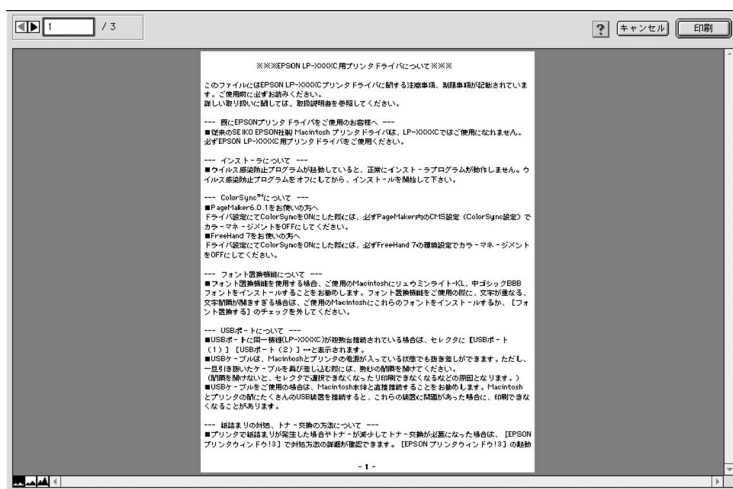 1 / 3
? キャンセル 印刷
※※※EPSON LP-XXXXC用プリンタドライバについて※※※
このファイルにはEPSON LP-XXXXCプリンタドライバに関する注意事項、制限事項が記載されていま
す。ご使用前に必ずお読みください。
詳しい取り扱いに関しては、取扱説明書を参照してください。
--- 既にEPSONプリンタドライバをご使用のお客様へ ---
■従来のSEIKO EPSON社製 Macintosh プリンタドライバは、LP-XXXXCではご使用になれません。
必ずEPSON LP-XXXXC用プリンタドライバをご使用ください。
--- インストーラについて ---
■ウイルス感染防止プログラムが起動していると、正常にインストーラプログラムが動作しません。ウ
イルス感染防止プログラムをオフにしてから、インストールを開始して下さい。
--- ColorSync™について ---
■PageMaker6.0.1をお使いの方へ
ドライバ設定にてColorSyncをONにした際には、必ずPageMaker内のCMS設定（ColorSync設定）で
カラーマネージメントをOFFにしてください。
■FreeHand 7をお使いの方へ
ドライバ設定にてColorSyncをONにした際には、必ずFreeHand 7の環境設定でカラーマネージメント
をOFFにしてください。
--- フォント置換機能について ---
■フォント置換機能を使用する場合、ご使用のMacintoshにリュウミンライト-KL、中ゴシックBBB
フォントをインストールすることをお勧めします。フォント置換機能をご使用の際に、文字が重なる、
文字間隔が開きすぎる場合は、ご使用のMacintoshにこれらのフォントをインストールするか、［フォ
ント置換する］のチェックを外してください。
--- USBポートについて ---
■USBポートに同一機種(LP-XXXXC)が複数台接続されている場合は、セレクタに【USBポート
（1）】【USBポート（2）】…と表示されます。
■USBケーブルは、Macintoshとプリンタの電源が入っている状態でも抜き差しができます。ただし、
一旦引き抜いたケーブルを再び差し込む際には、数秒の間隔を開けてください。
（間隔を開けないと、セレクタで選択できなくなったり印刷できなくなるなどの原因となります。）
■USBケーブルをご使用の場合は、Macintosh本体と直接接続することをお勧めします。Macintosh
とプリンタの間にたくさんのUSB装置を接続すると、これらの装置に問題があった場合に、印刷できな
くなることがあります。
--- 紙詰まりの対処、トナー交換の方法について ---
■プリンタで紙詰まりが発生した場合やトナーが減少してトナー交換が必要になった場合は、［EPSON
プリンタウィンドウ!3］で対処方法の詳細が確認できます。［EPSON プリンタウィンドウ!3］の起動
- 1 -